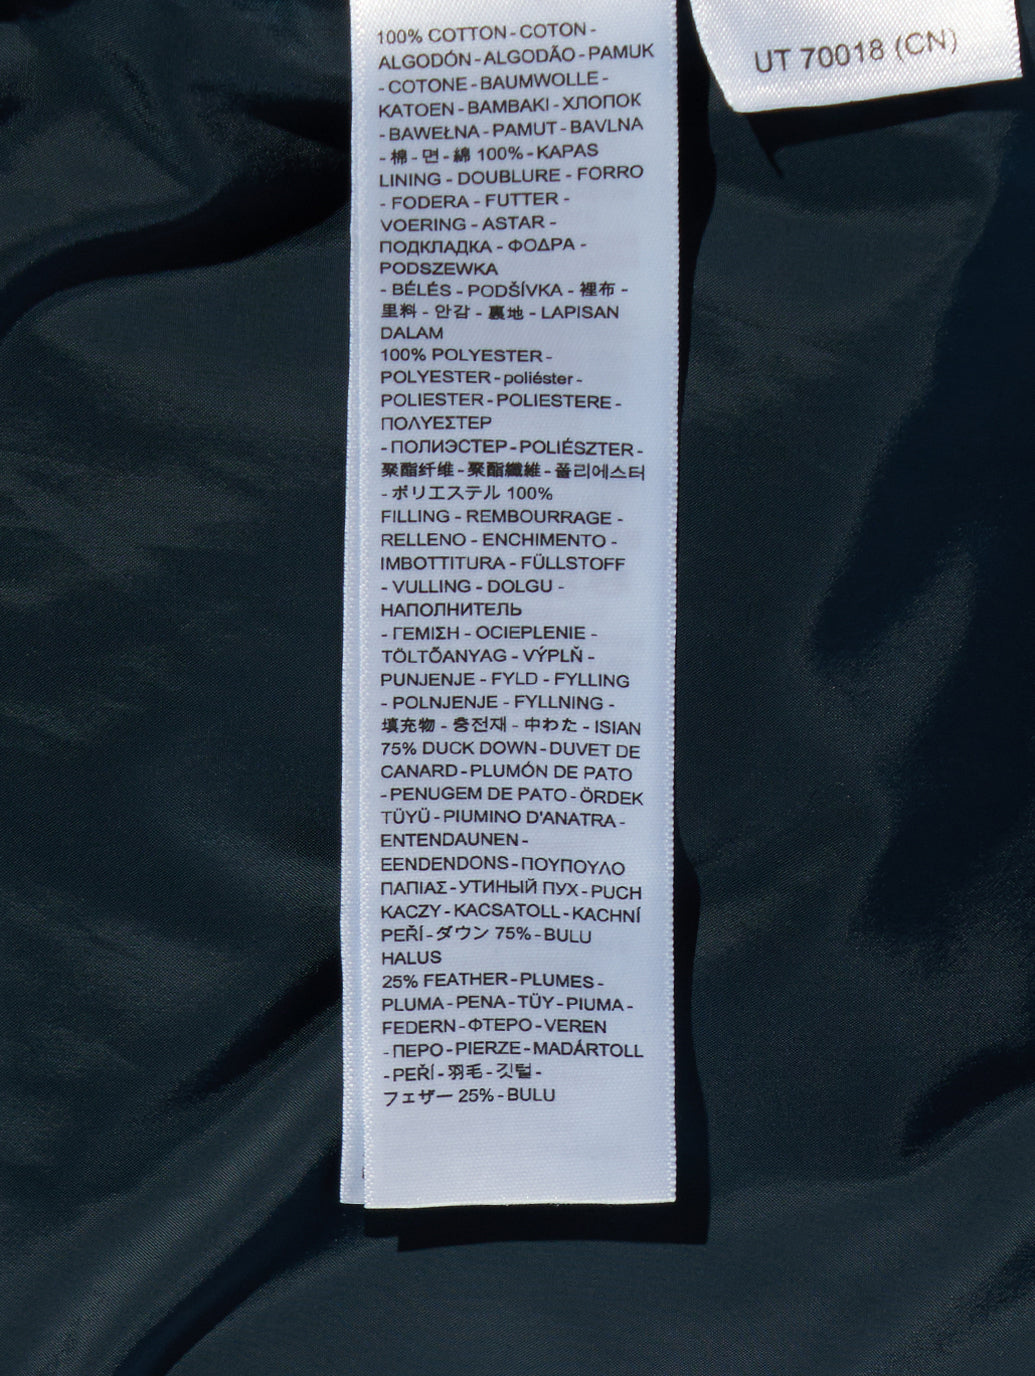 100% COTTON - COTON -
ALGODÓN - ALGODÃO - PAMUK
- COTONE - BAUMWOLLE -
KATOEN - BAMBAKI - ХЛОПОК
- BAWEŁNA - PAMUT - BAVLNA
- 棉 - 면 - 綿 100% - KAPAS
LINING - DOUBLURE - FORRO
- FODERA - FUTTER -
VOERING - ASTAR -
ПОДКЛАДКА - ΦΟΔΡΑ -
PODSZEWKA
- BÉLÉS - PODŠÍVKA - 裡布 -
里料 - 안감 - 裏地 - LAPISAN
DALAM
100% POLYESTER -
POLYESTER - poliéster -
POLIESTER - POLIESTERE -
ΠΟΛΥΕΣΤΕΡ
- ПОЛИЭСТЕР - POLIÉSZTER -
聚酯纤维 - 聚酯纖維 - 폴리에스터
- ポリエステル 100%
FILLING - REMBOURRAGE -
RELLENO - ENCHIMENTO -
IMBOTTITURA - FÜLLSTOFF
- VULLING - DOLGU -
НАПОЛНИТЕЛЬ
- ΓΕΜΙΣΗ - OCIEPLENIE -
TÖLTŐANYAG - VÝPLŇ -
PUNJENJE - FYLD - FYLLING
- POLNJENJE - FYLLNING -
填充物 - 충전재 - 中わた - ISIAN
75% DUCK DOWN - DUVET DE
CANARD - PLUMÓN DE PATO
- PENUGEM DE PATO - ÖRDEK
TÜYÜ - PIUMINO D'ANATRA -
ENTENDAUNEN -
EENDENDONS - ΠΟΥΠΟΥΛΟ
ΠΑΠΙΑΣ - УТИНЫЙ ПУХ - PUCH
KACZY - KACSATOLL - KACHNÍ
PEŘÍ - ダウン 75% - BULU
HALUS
25% FEATHER - PLUMES -
PLUMA - PENA - TÜY - PIUMA -
FEDERN - ΦΤΕΡΟ - VEREN
- ПЕРО - PIERZE - MADÁRTOLL
- PEŘÍ - 羽毛 - 깃털 -
フェザー 25% - BULU
UT 70018 (CN)